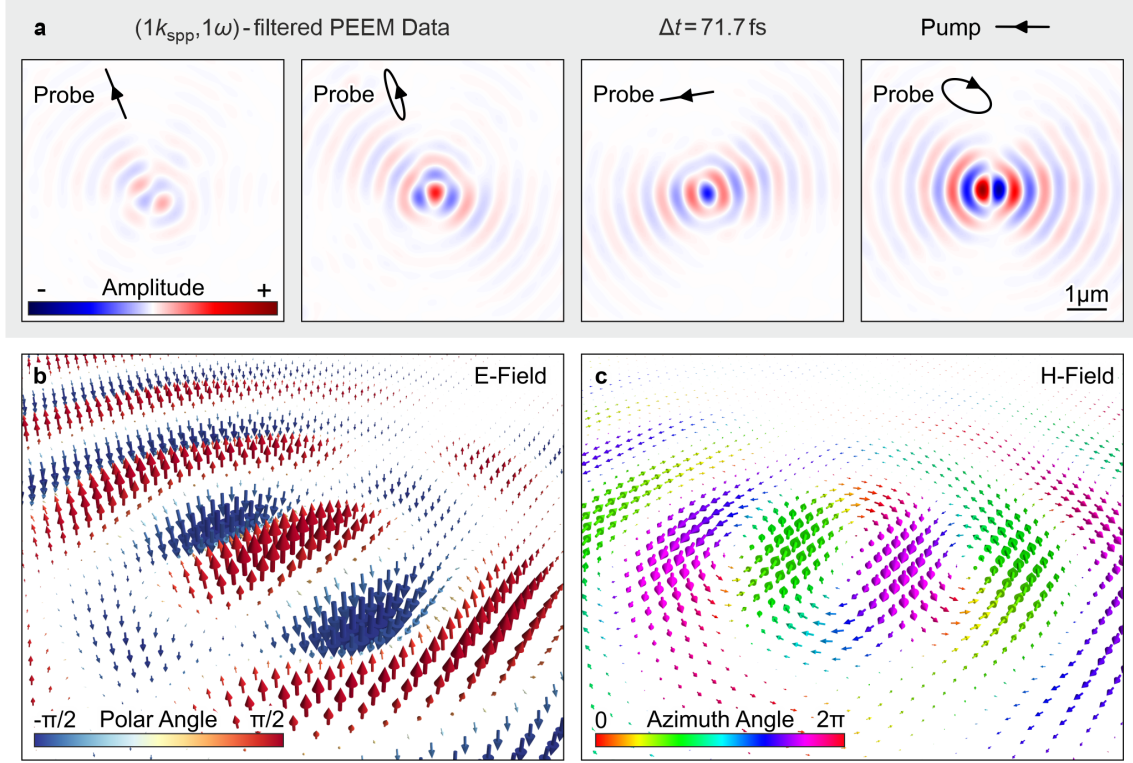 a (1k_spp,1ω)-filtered PEEM Data Δt=71.7 fs Pump
Probe Probe Probe Probe
- Amplitude +
1µm
b E-Field
c H-Field
-π/2 Polar Angle π/2
0 Azimuth Angle 2π